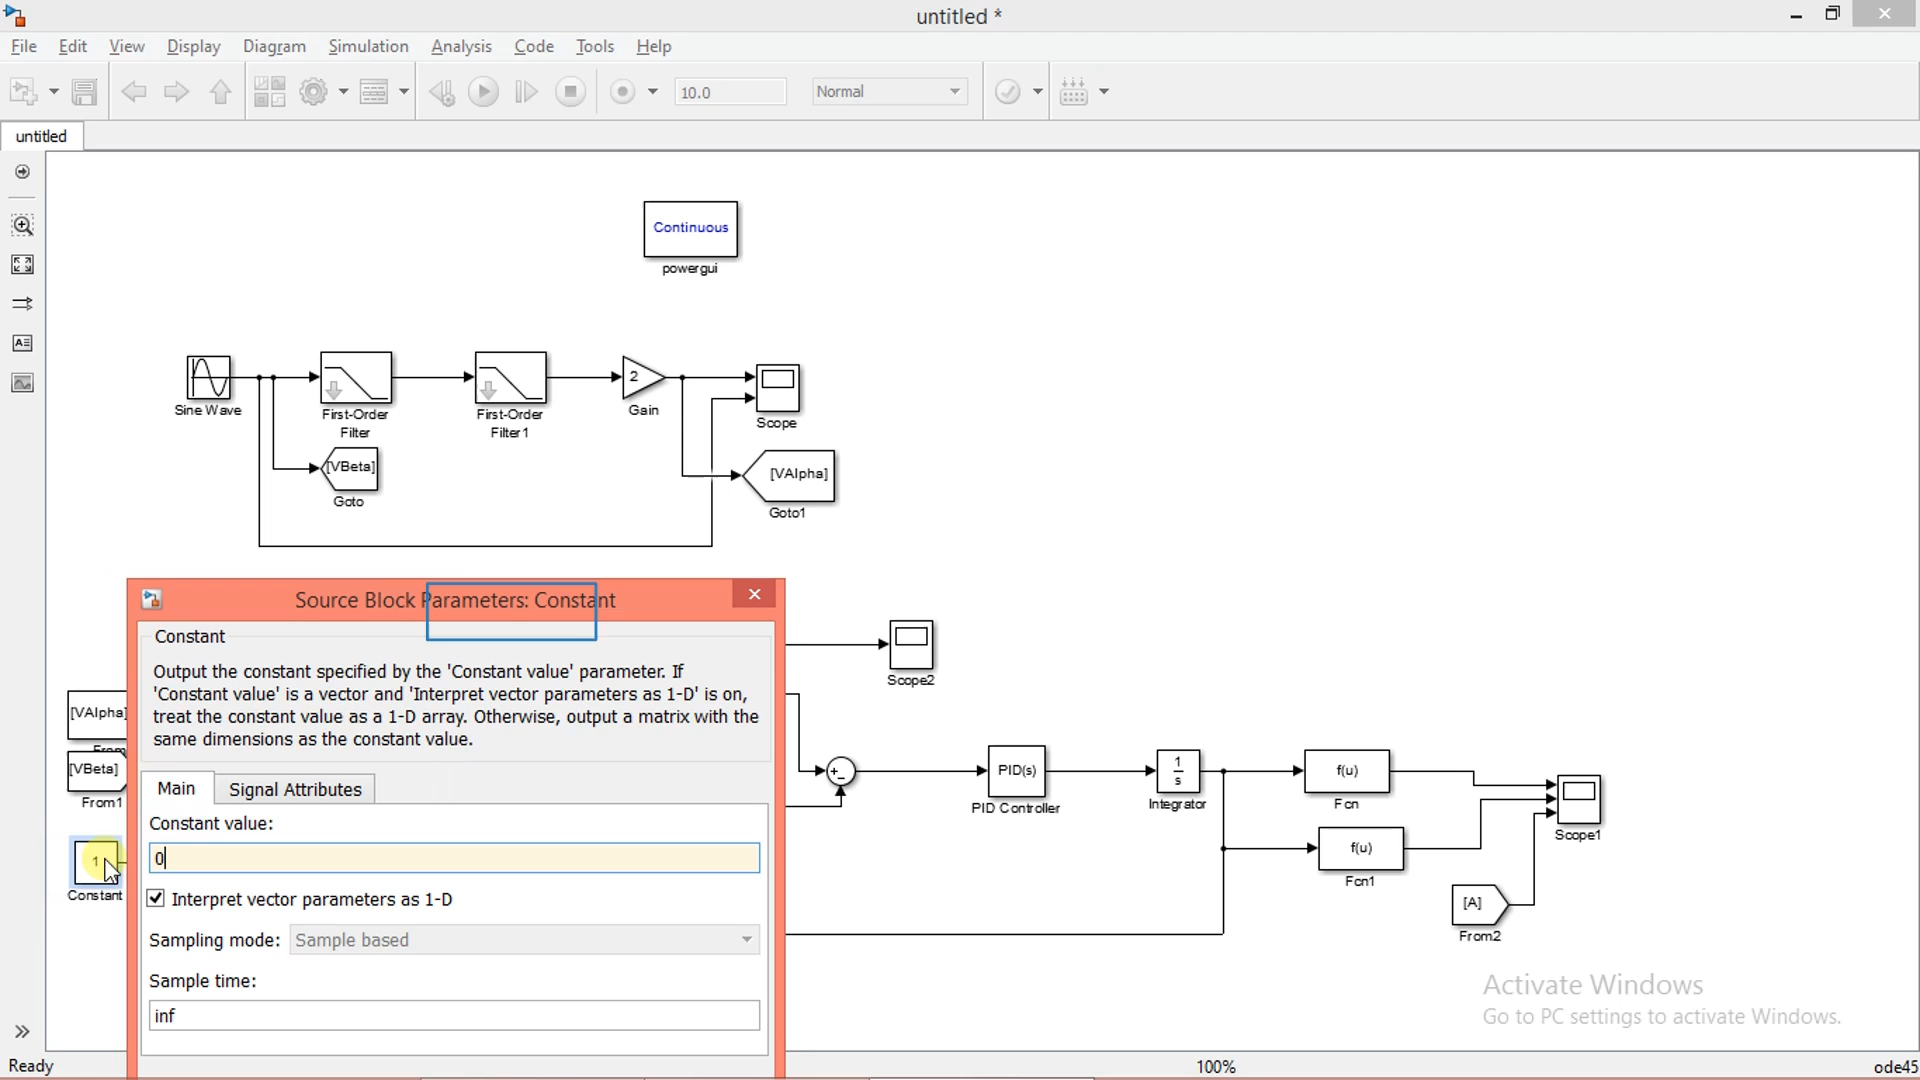 untitled *
File Edit View Display Diagram Simulation Analysis Code Tools Help
10.0
Normal
untitled
Continuous
powergui
Sine Wave
First-Order
Filter
First-Order
Filter1
2
Gain
Scope
[VBeta]
Goto
[VAlpha]
Goto1
Source Block Parameters: Constant
Constant
Output the constant specified by the 'Constant value' parameter. If
'Constant value' is a vector and 'Interpret vector parameters as 1-D' is on,
treat the constant value as a 1-D array. Otherwise, output a matrix with the
same dimensions as the constant value.
Main
Signal Attributes
Constant value:
0
Interpret vector parameters as 1-D
Sampling mode: Sample based
Sample time:
inf
[VAlpha]
From
[VBeta]
From1
1
Constant
Scope2
PID(s)
PID Controller
1
s
Integrator
f(u)
Fcn
f(u)
Fcn1
Scope1
[A]
From2
Activate Windows
Go to PC settings to activate Windows.
Ready
100%
ode45